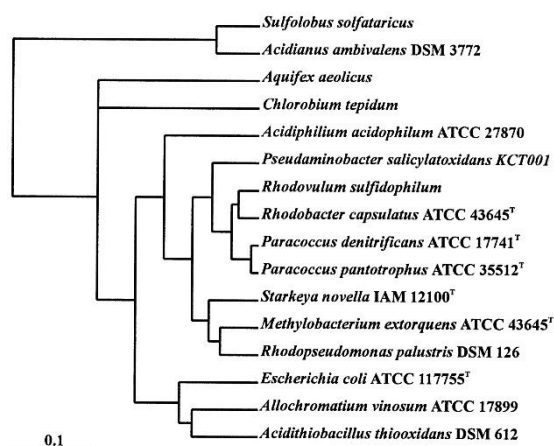 Sulfolobus solfataricus
Acidianus ambivalens DSM 3772
Aquifex aeolicus
Chlorobium tepidum
Acidiphilium acidophilum ATCC 27870
Pseudaminobacter salicylatoxidans KCT001
Rhodovulum sulfidophilum
Rhodobacter capsulatus ATCC 43645ᵀ
Paracoccus denitrificans ATCC 17741ᵀ
Paracoccus pantotrophus ATCC 35512ᵀ
Starkeya novella IAM 12100ᵀ
Methylobacterium extorquens ATCC 43645ᵀ
Rhodopseudomonas palustris DSM 126
Escherichia coli ATCC 117755ᵀ
Allochromatium vinosum ATCC 17899
Acidithiobacillus thiooxidans DSM 612
0.1